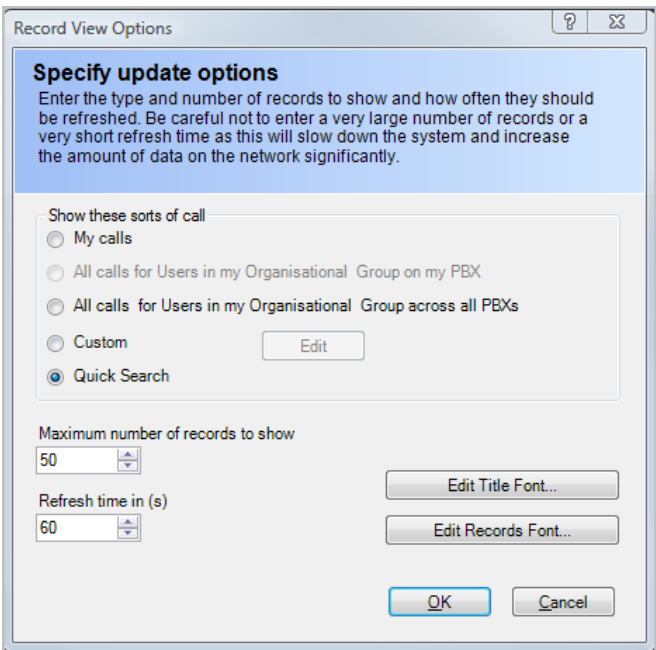 Record View Options
Specify update options
Enter the type and number of records to show and how often they should
be refreshed. Be careful not to enter a very large number of records or a
very short refresh time as this will slow down the system and increase
the amount of data on the network significantly.
Show these sorts of call
My calls
All calls for Users in my Organisational Group on my PBX
All calls for Users in my Organisational Group across all PBXs
Custom
Edit
Quick Search
Maximum number of records to show
50
Edit Title Font...
Refresh time in (s)
60
Edit Records Font...
OK
Cancel